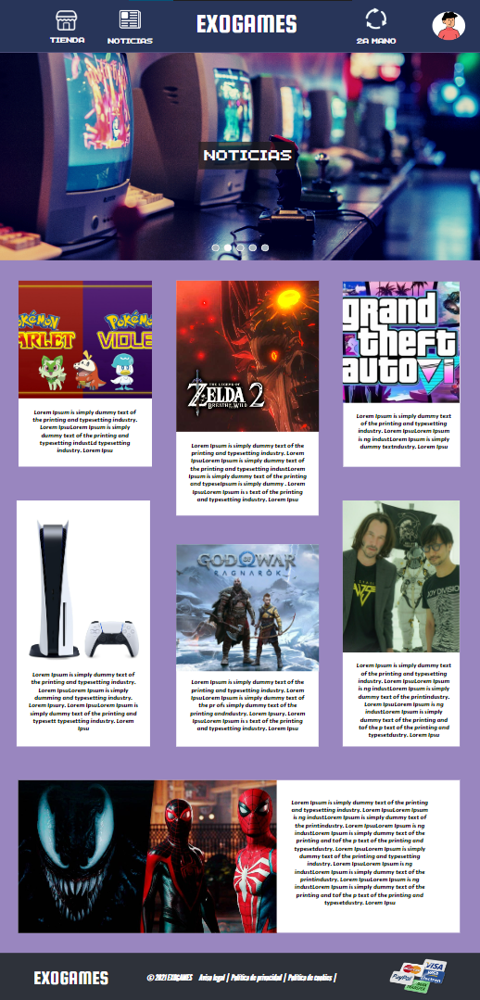 TIENDA
NOTICIAS
EXOGAMES
2A MANO
NOTICIAS
POKéMON
SCARLET
POKéMON
VIOLE
Lorem Ipsum is simply dummy text of
the printing and typesetting industry.
Lorem IpsuLorem Ipsum is simply
dummy text of the printing and
typesetting industLd typesetting
industry. Lorem Ipsu
THE LEGEND OF
ZELDA 2
BREATHE WILD
Lorem Ipsum is simply dummy text of the
printing and typesetting industry. Lorem
IpsuLorem Ipsum is simply dummy text of
the printing and typesetting industLorem
Ipsum is simply dummy text of the printing
and typeseIpsum is simply dummy . Lorem
IpsuLorem Ipsum is s text of the printing
and typesetting industry. Lorem Ipsu
grand
theft
auto VI
Lorem Ipsum is simply dummy text
of the printing and typesetting
industry. Lorem IpsuLorem Ipsum
is ng industLorem Ipsum is simply
dummy textndustry. Lorem Ipsu
Lorem Ipsum is simply dummy text of
the printing and typesetting industry.
Lorem IpsuLorem Ipsum is simply
dumming and typesetting industry.
Lorem Ipsury. Lorem IpsuLorem Ipsum is
simply dummy text of the printing and
typesett typesetting industry. Lorem
Ipsu
GOD OF WAR
RAGNARÖK
Lorem Ipsum is simply dummy text of the
printing and typesetting industry. Lorem
IpsuLorem Ipsum is simply dummy text of
the pr ofs simply dummy text of the
printing andndustry. Lorem Ipsury. Lorem
IpsuLorem Ipsum is s text of the printing
and typesetting industry. Lorem Ipsu
JOY DIVISION
Lorem Ipsum is simply dummy text
of the printing and typesetting
industry. Lorem IpsuLorem Ipsum
is ng industLorem Ipsum is simply
dummy text of the printindustry.
Lorem IpsuLorem Ipsum is ng
industLorem Ipsum is simply
dummy text of the printing and
tof the p text of the printing and
typesetdustry. Lorem Ipsu
Lorem Ipsum is simply dummy text of the printing
and typesetting industry. Lorem IpsuLorem Ipsum
is ng industLorem Ipsum is simply dummy text of
the printindustry. Lorem IpsuLorem Ipsum is ng
industLorem Ipsum is simply dummy text of the
printing and tof the p text of the printing and
typesetdustry. Lorem IpsuLorem Ipsum is simply
dummy text of the printing and typesetting
industry. Lorem IpsuLorem Ipsum is ng
industLorem Ipsum is simply dummy text of the
printindustry. Lorem IpsuLorem Ipsum is ng
industLorem Ipsum is simply dummy text of the
printing and tof the p text of the printing and
typesetdustry. Lorem Ipsu
EXOGAMES
© 2021 EXOGAMES Aviso legal | Política de privacidad | Política de cookies |
MasterCard
VISA
VISA
Electron
PayPal
BANK
TRANSFER